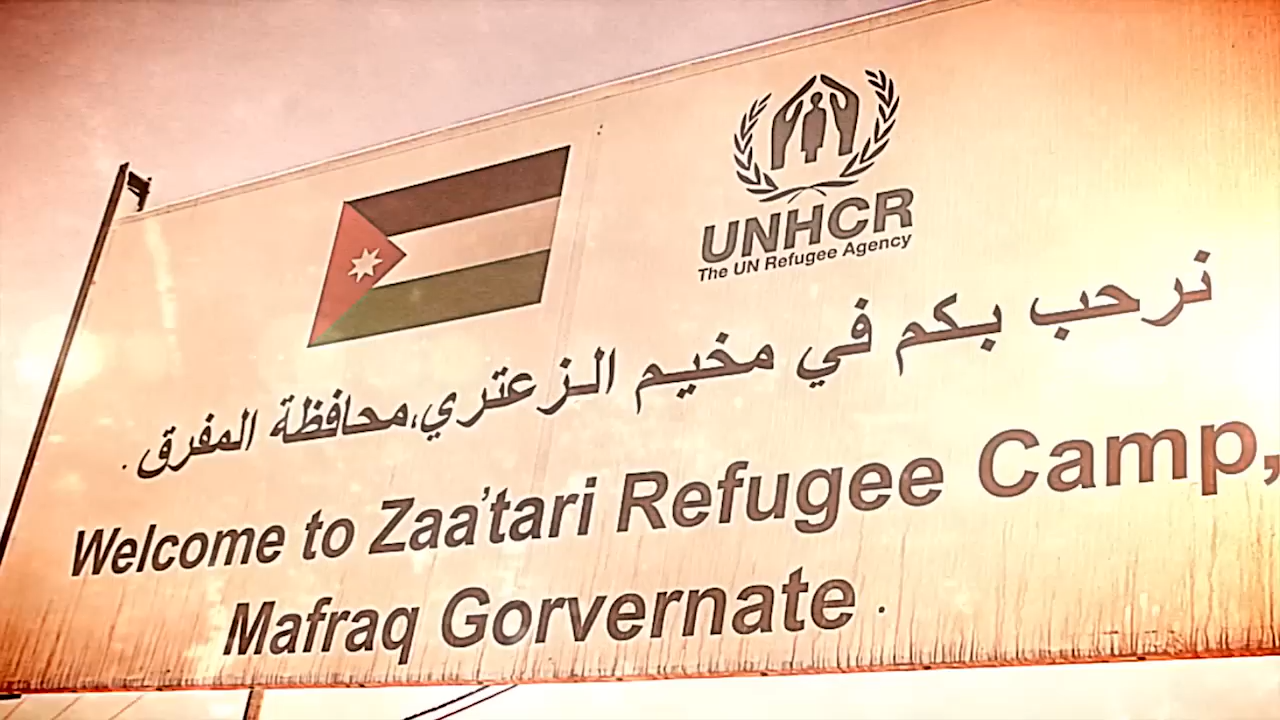 UNHCR
The UN Refugee Agency
نرحب بكم في مخيم الزعتري،محافظة المفرق .
Welcome to Zaa'tari Refugee Camp,
Mafraq Gorvernate .